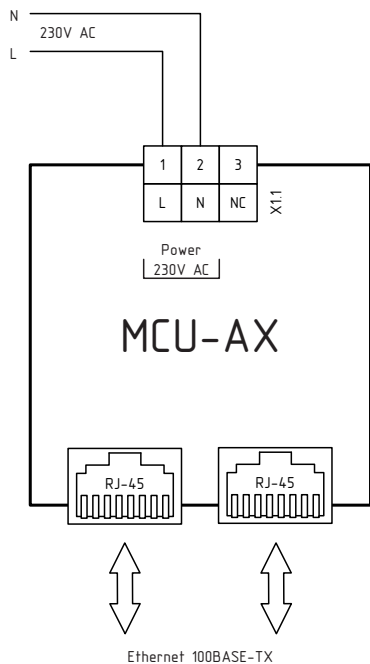 N
230V AC
L
1 2 3
L N NC
X1.1
Power
230V AC
MCU-AX
RJ-45 RJ-45
Ethernet 100BASE-TX